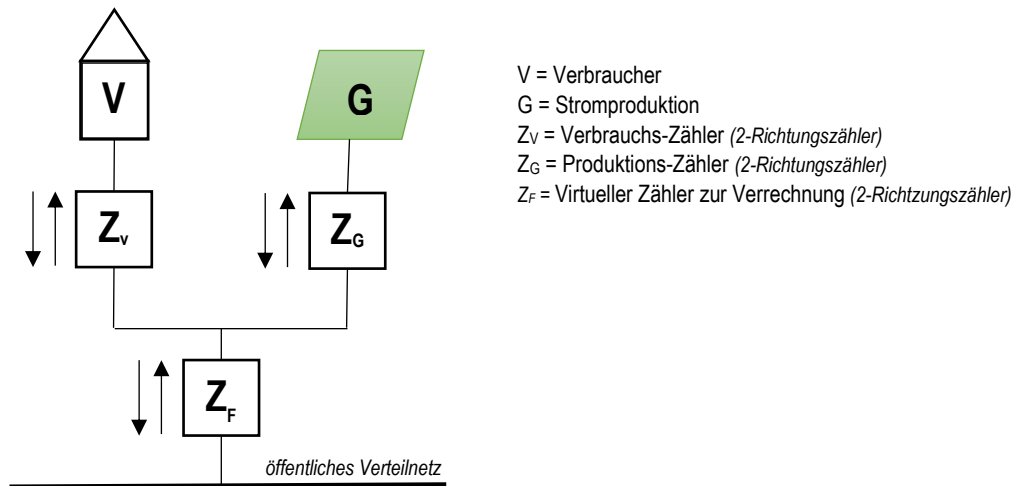 V
G
Zv
ZG
ZF
öffentliches Verteilnetz
V = Verbraucher
G = Stromproduktion
ZV = Verbrauchs-Zähler (2-Richtungszähler)
ZG = Produktions-Zähler (2-Richtungszähler)
ZF = Virtueller Zähler zur Verrechnung (2-Richtzungszähler)